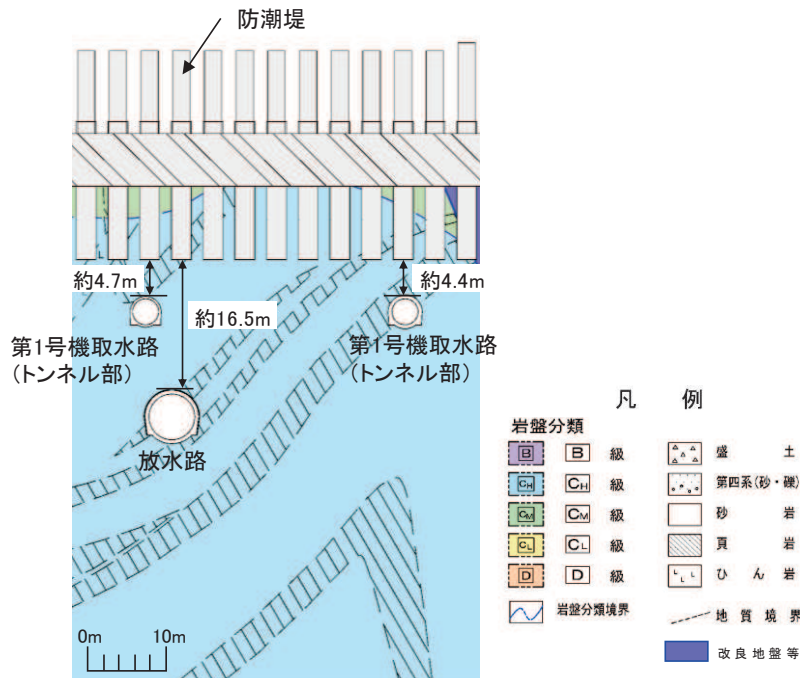 防潮堤
約4.7m
約4.4m
約16.5m
第1号機取水路
(トンネル部)
第1号機取水路
(トンネル部)
放水路
0m 10m
凡 例
岩盤分類
B B 級
CH CH 級
CM CM 級
CL CL 級
D D 級
岩盤分類境界
盛 土
第四系(砂・礫)
砂 岩
頁 岩
ひ ん 岩
地 質 境 界
改 良 地 盤 等